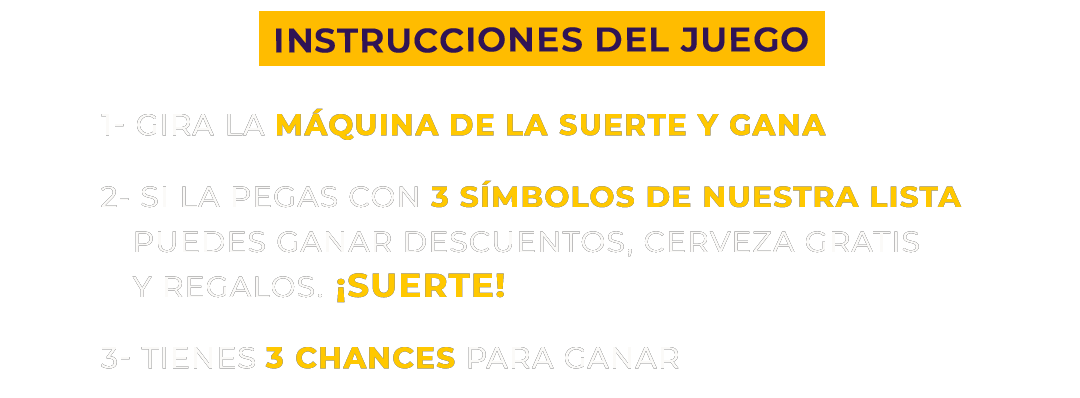 INSTRUCCIONES DEL JUEGO
1- GIRA LA MÁQUINA DE LA SUERTE Y GANA
2- SI LA PEGAS CON 3 SÍMBOLOS DE NUESTRA LISTA
PUEDES GANAR DESCUENTOS, CERVEZA GRATIS
Y REGALOS. ¡SUERTE!
3- TIENES 3 CHANCES PARA GANAR